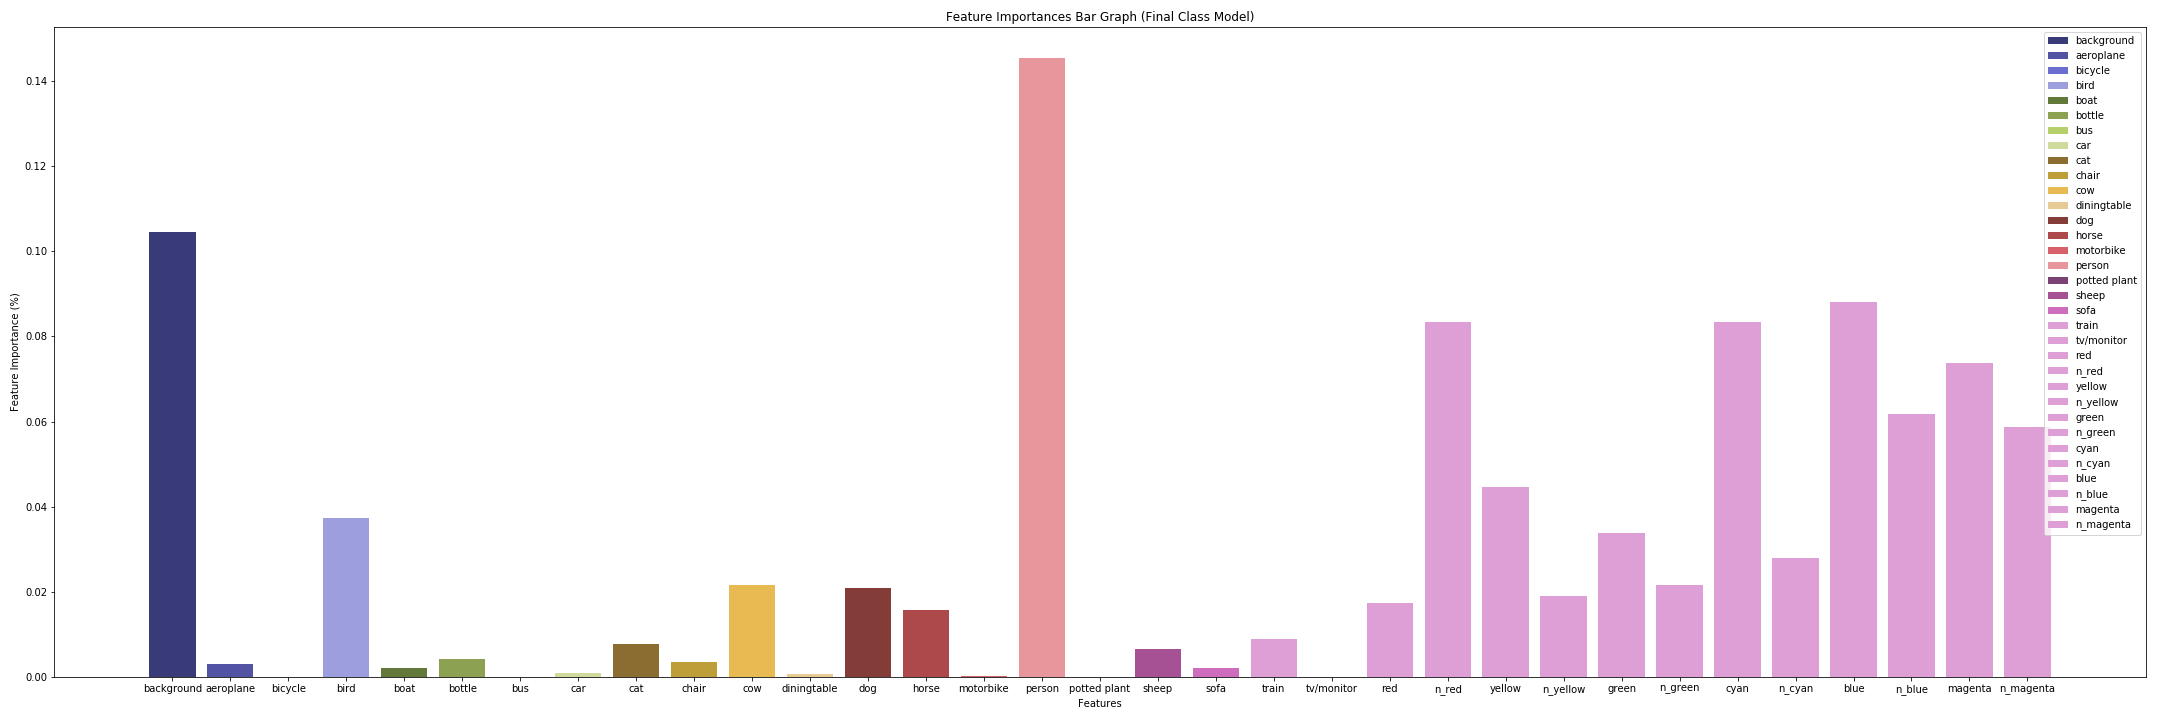 Feature Importances Bar Graph (Final Class Model)
Feature Importance (%)
0.14
0.12
0.10
0.08
0.06
0.04
0.02
0.00
background aeroplane bicycle bird boat bottle bus car cat chair cow diningtable dog horse motorbike person potted plant sheep sofa train tv/monitor red n_red yellow n_yellow green n_green cyan n_cyan blue n_blue magenta n_magenta
Features
background
aeroplane
bicycle
bird
boat
bottle
bus
car
cat
chair
cow
diningtable
dog
horse
motorbike
person
potted plant
sheep
sofa
train
tv/monitor
red
n_red
yellow
n_yellow
green
n_green
cyan
n_cyan
blue
n_blue
magenta
n_magenta